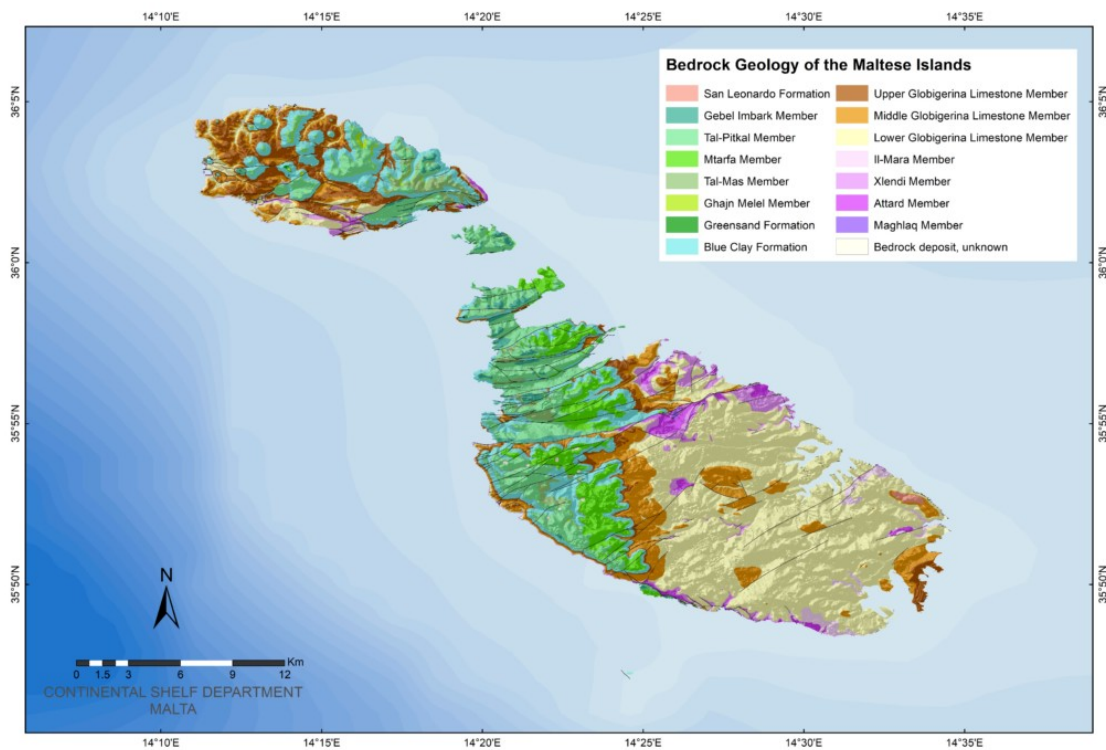 14°10'E 14°15'E 14°20'E 14°25'E 14°30'E 14°35'E
36°5'N 36°5'N
Bedrock Geology of the Maltese Islands
San Leonardo Formation
Gebel Imbark Member
Tal-Pitkal Member
Mtarfa Member
Tal-Mas Member
Ghajn Melel Member
Greensand Formation
Blue Clay Formation
Upper Globigerina Limestone Member
Middle Globigerina Limestone Member
Lower Globigerina Limestone Member
Il-Mara Member
Xlendi Member
Attard Member
Maghlaq Member
Bedrock deposit, unknown
36°0'N 36°0'N
35°55'N 35°55'N
35°50'N 35°50'N
N
Km
0 1.5 3 6 9 12
CONTINENTAL SHELF DEPARTMENT
MALTA
14°10'E 14°15'E 14°20'E 14°25'E 14°30'E 14°35'E